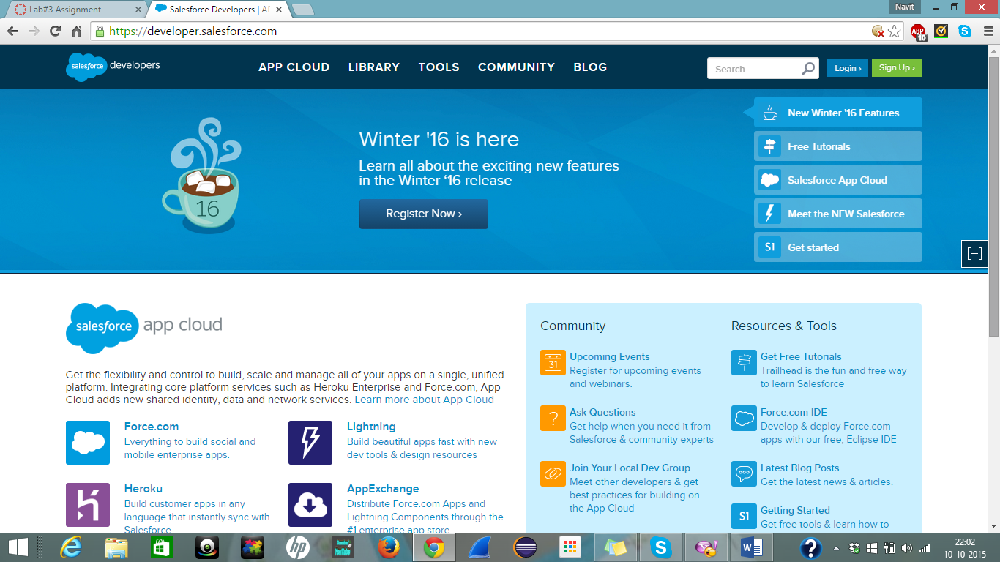 Lab#3 Assignment
Salesforce Developers | AP
Navit
https://developer.salesforce.com
ABP
10
salesforce developers
APP CLOUD
LIBRARY
TOOLS
COMMUNITY
BLOG
Search
Login ›
Sign Up ›
16
Winter '16 is here
Learn all about the exciting new features
in the Winter ‘16 release
Register Now ›
New Winter '16 Features
Free Tutorials
Salesforce App Cloud
Meet the NEW Salesforce
S1
Get started
[–]
salesforce app cloud
Get the flexibility and control to build, scale and manage all of your apps on a single, unified
platform. Integrating core platform services such as Heroku Enterprise and Force.com, App
Cloud adds new shared identity, data and network services. Learn more about App Cloud
Force.com
Everything to build social and
mobile enterprise apps.
Lightning
Build beautiful apps fast with new
dev tools & design resources
Heroku
Build customer apps in any
language that instantly sync with
Salesforce
AppExchange
Distribute Force.com Apps and
Lightning Components through the
#1 enterprise app store
Community
31
Upcoming Events
Register for upcoming events
and webinars.
?
Ask Questions
Get help when you need it from
Salesforce & community experts
Join Your Local Dev Group
Meet other developers & get
best practices for building on
the App Cloud
Resources & Tools
Get Free Tutorials
Trailhead is the fun and free way
to learn Salesforce
Force.com IDE
Develop & deploy Force.com
apps with our free, Eclipse IDE
Latest Blog Posts
Get the latest news & articles.
S1
Getting Started
Get free tools & learn how to
hp
YouTube
?
22:02
10-10-2015